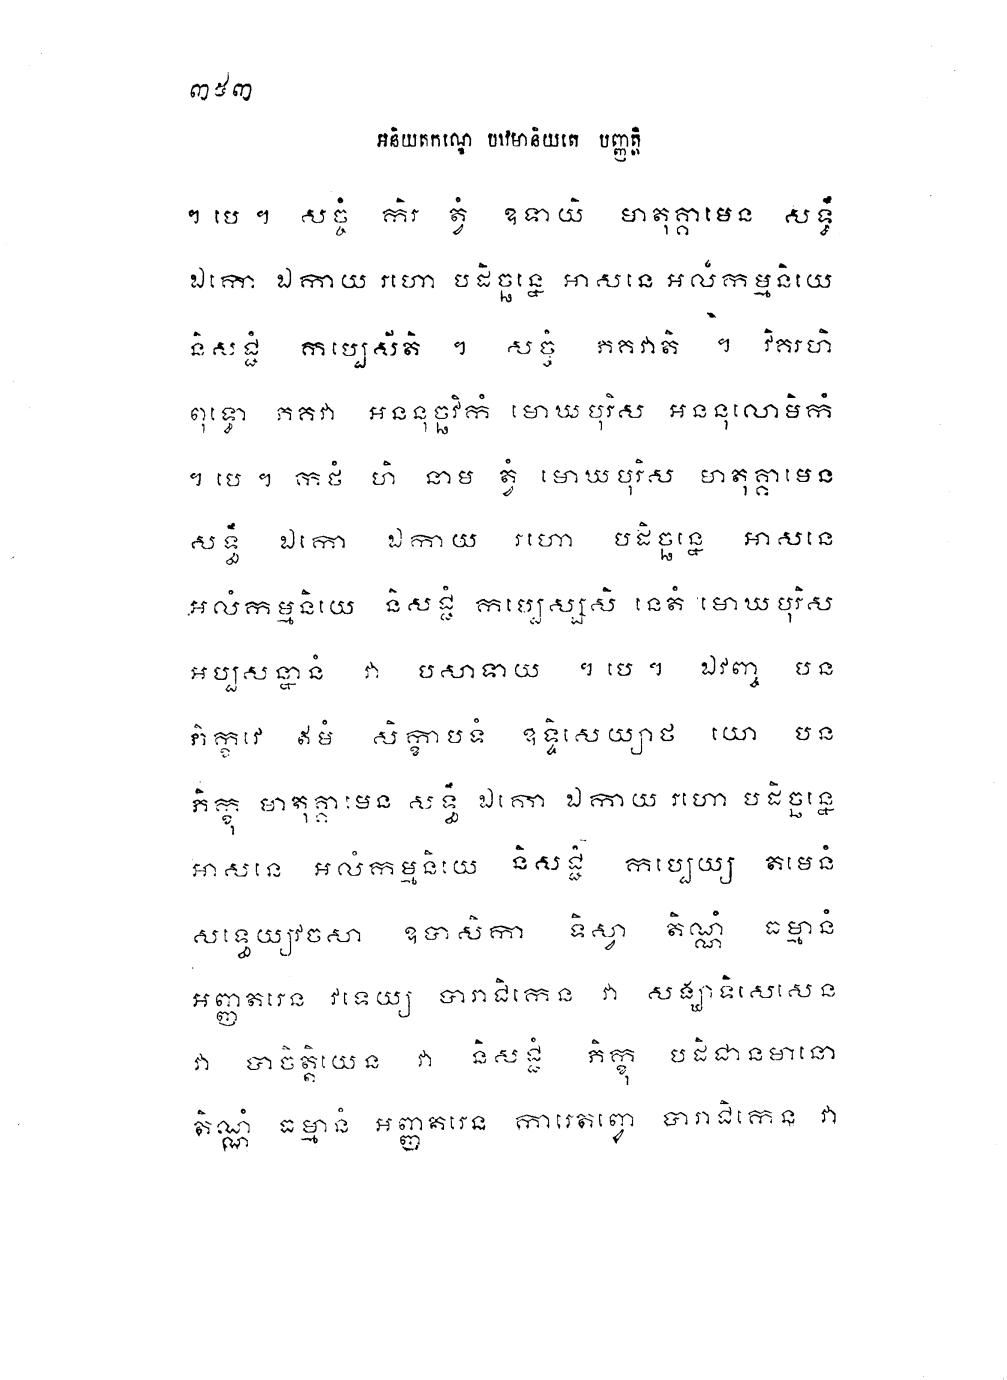 ៣៥៣
អនិយតកណ្ឌេ បឋមានិយតេ បញ្ញត្តិ
។ បេ ។ សច្ចំ កិរ ត្វំ ឧទាយិ មាតុគ្គាមេន សទ្ធឹ
ឯកោ ឯកាយ រហោ បដិច្ឆន្នេ អាសនេ អលំកម្មនិយេ
និសជ្ជំ កប្បេសីតិ ។ សច្ចំ ភគវាតិ ។ វិគរហិ
ពុទ្ធោ ភគវា អននុច្ឆវិកំ មោឃបុរិស អននុលោមិកំ
។ បេ ។ កថំ ហិ នាម ត្វំ មោឃបុរិស មាតុគ្គាមេន
សទ្ធឹ ឯកោ ឯកាយ រហោ បដិច្ឆន្នេ អាសនេ
អលំកម្មនិយេ និសជ្ជំ កប្បេស្សសិ នេតំ មោឃបុរិស
អប្បសន្នានំ វា បសាទាយ ។ បេ ។ ឯវញ្ច បន
ភិក្ខវេ ឥមំ សិក្ខាបទំ ឧទ្ទិសេយ្យាថ យោ បន
ភិក្ខុ មាតុគ្គាមេន សទ្ធឹ ឯកោ ឯកាយ រហោ បដិច្ឆន្នេ
អាសនេ អលំកម្មនិយេ និសជ្ជំ កប្បេយ្យ តមេនំ
សទ្ធេយ្យវចសា ឧបាសិកា ទិស្វា តិណ្ណំ ធម្មានំ
អញ្ញតរេន វទេយ្យ បារាជិកេន វា សង្ឃាទិសេសេន
វា បាចិត្តិយេន វា និសជ្ជំ ភិក្ខុ បដិជានមានោ
តិណ្ណំ ធម្មានំ អញ្ញតរេន ការេតព្វោ បារាជិកេន វា